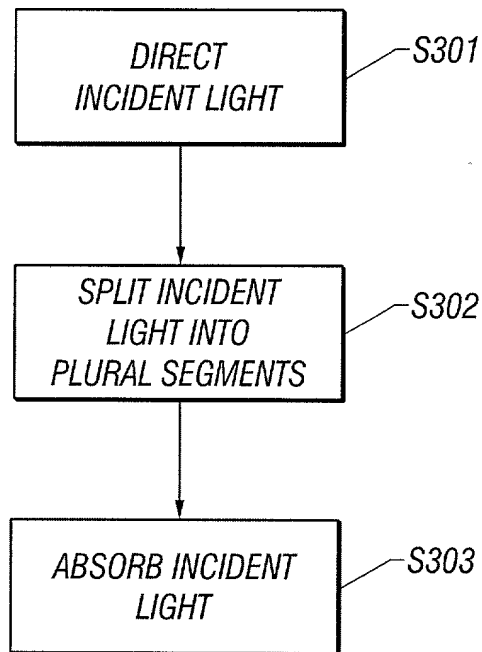 DIRECT
INCIDENT LIGHT
S301
SPLIT INCIDENT
LIGHT INTO
PLURAL SEGMENTS
S302
ABSORB INCIDENT
LIGHT
S303